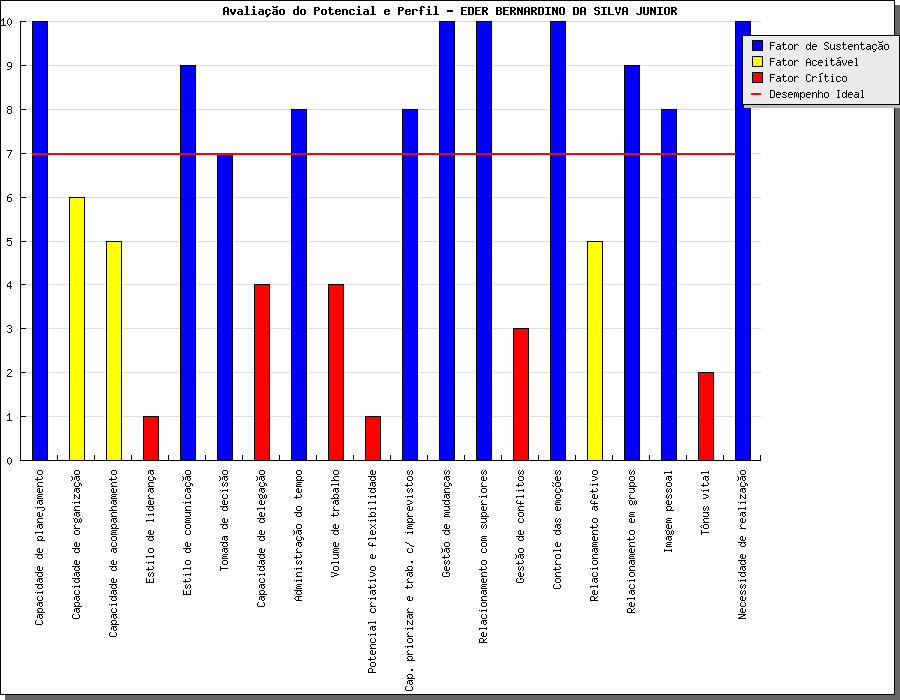 Avaliação do Potencial e Perfil - EDER BERNARDINO DA SILVA JUNIOR
Fator de Sustentação
Fator Aceitável
Fator Crítico
Desempenho Ideal
10
9
8
7
6
5
4
3
2
1
0
Capacidade de planejamento
Capacidade de organização
Capacidade de acompanhamento
Estilo de liderança
Estilo de comunicação
Tomada de decisão
Capacidade de delegação
Administração do tempo
Volume de trabalho
Potencial criativo e flexibilidade
Cap. priorizar e trab. c/ imprevistos
Gestão de mudanças
Relacionamento com superiores
Gestão de conflitos
Controle das emoções
Relacionamento afetivo
Relacionamento em grupos
Imagem pessoal
Tônus vital
Necessidade de realização